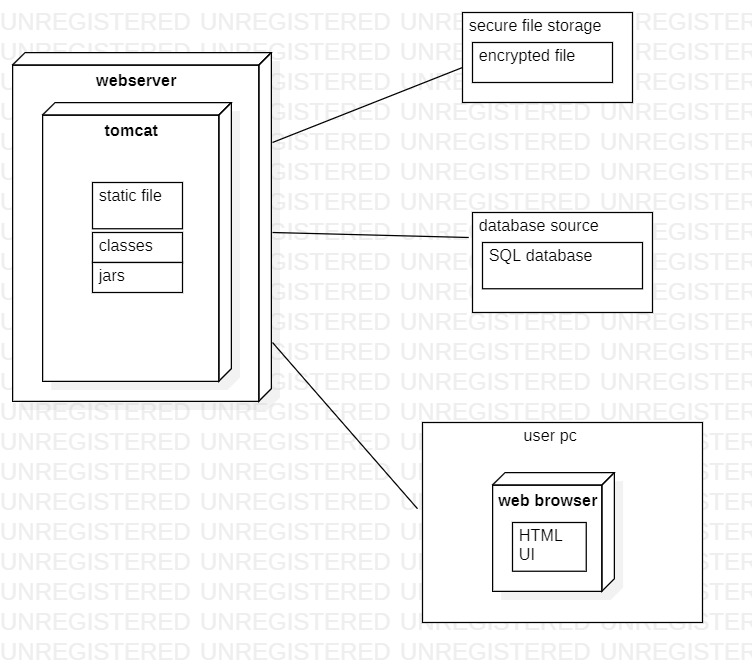 secure file storage
encrypted file
webserver
tomcat
static file
classes
jars
database source
SQL database
user pc
web browser
HTML
UI
UNREGISTERED